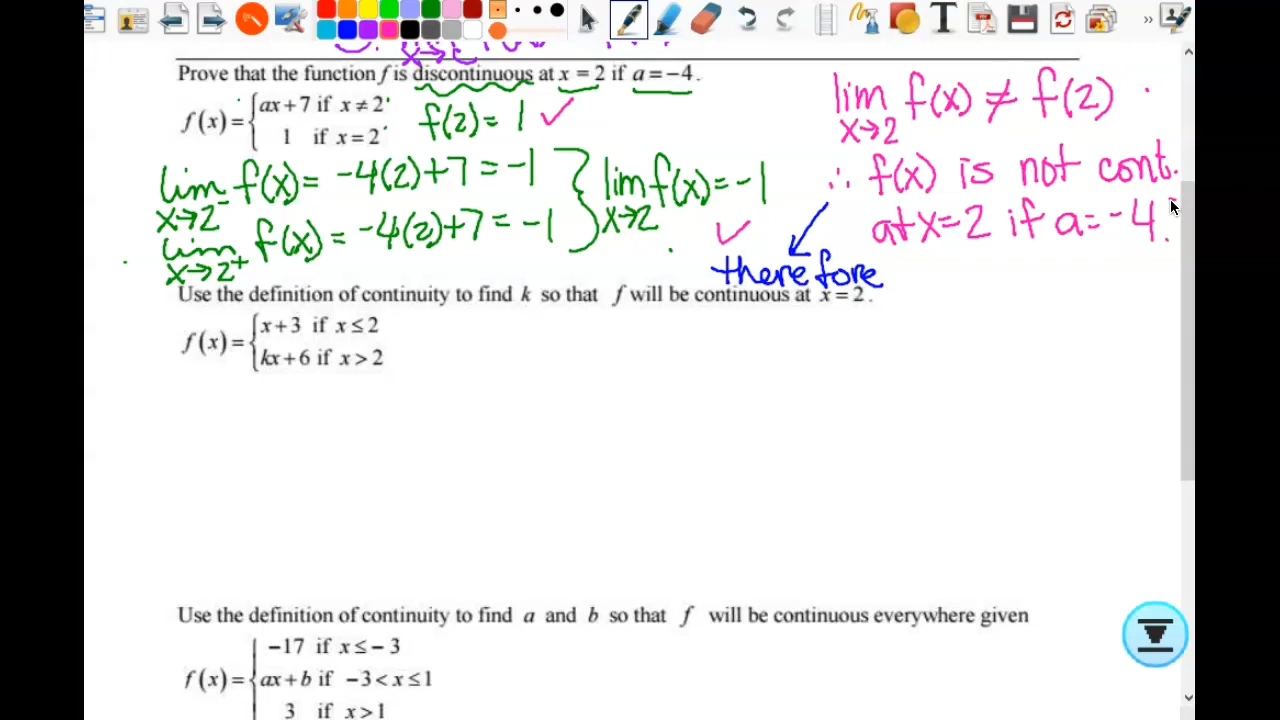 Prove that the function f is discontinuous at x = 2 if a = −4.
f(x) = { ax + 7 if x ≠ 2
1 if x = 2
f(2) = 1 ✓
lim x→2⁻ f(x) = -4(2)+7 = -1
lim x→2⁺ f(x) = -4(2)+7 = -1
} lim x→2 f(x) = -1 ✓
lim x→2 f(x) ≠ f(2)
∴ f(x) is not cont.
at x=2 if a=-4.
therefore
Use the definition of continuity to find k so that f will be continuous at x = 2.
f(x) = { x + 3 if x ≤ 2
kx + 6 if x > 2
Use the definition of continuity to find a and b so that f will be continuous everywhere given
−17 if x ≤ −3
f(x) = { ax + b if −3 < x ≤ 1
3 if x > 1